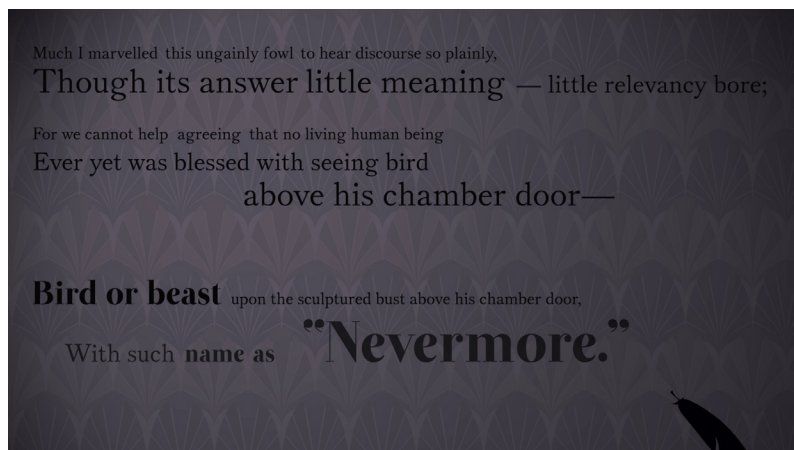 Much I marvelled this ungainly fowl to hear discourse so plainly,
Though its answer little meaning — little relevancy bore;
For we cannot help agreeing that no living human being
Ever yet was blessed with seeing bird
above his chamber door—
Bird or beast upon the sculptured bust above his chamber door,
With such name as “Nevermore.”